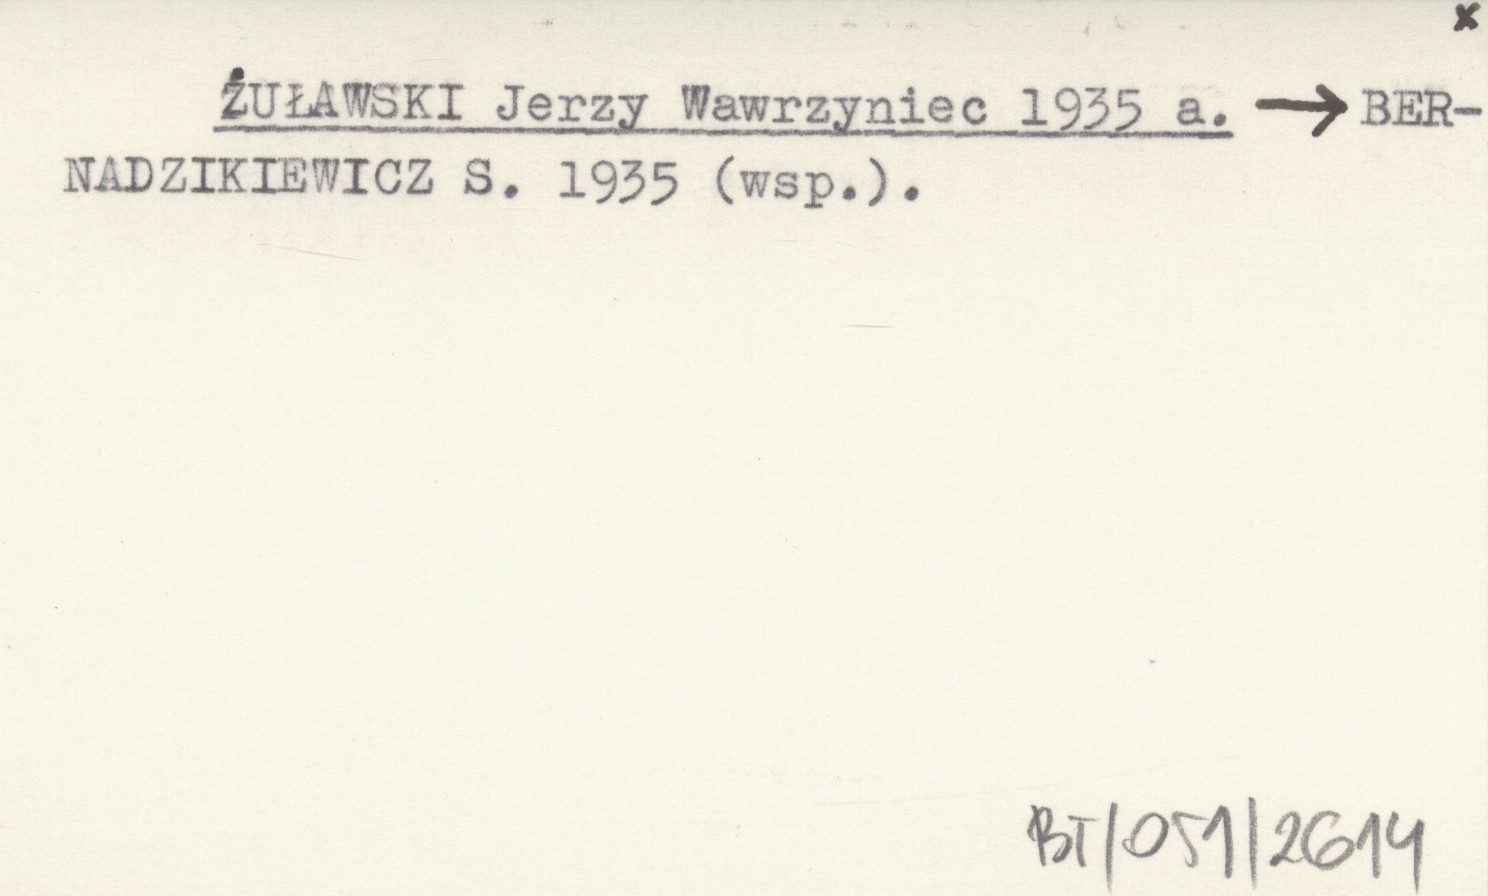 x
ŻUŁAWSKI Jerzy Wawrzyniec 1935 a. → BER-
NADZIKIEWICZ S. 1935 (wsp.).
BT/051/2614